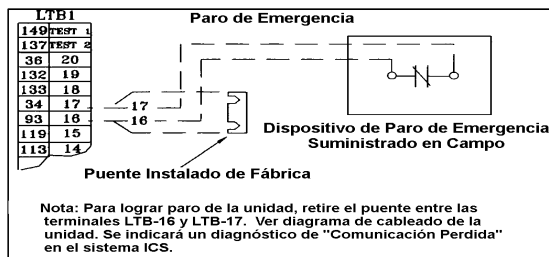 LTB1
Paro de Emergencia
149 TEST 1
137 TEST 2
36 20
132 19
133 18
34 17
93 16
119 15
113 14
17
16
Dispositivo de Paro de Emergencia
Suministrado en Campo
Puente Instalado de Fábrica
Nota: Para lograr paro de la unidad, retire el puente entre las
terminales LTB-16 y LTB-17. Ver diagrama de cableado de la
unidad. Se indicará un diagnóstico de "Comunicación Perdida"
en el sistema ICS.